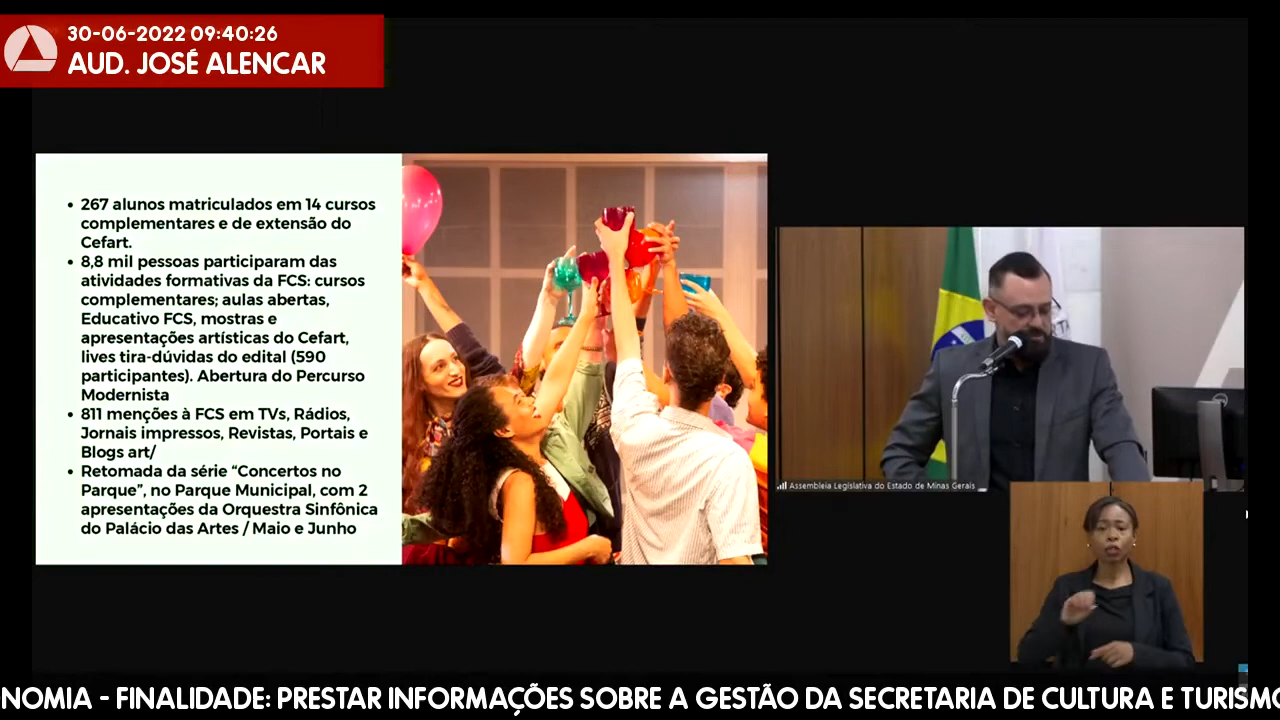 30-06-2022 09:40:26
AUD. JOSÉ ALENCAR
• 267 alunos matriculados em 14 cursos
complementares e de extensão do
Cefart.
• 8,8 mil pessoas participaram das
atividades formativas da FCS: cursos
complementares; aulas abertas,
Educativo FCS, mostras e
apresentações artísticas do Cefart,
lives tira-dúvidas do edital (590
participantes). Abertura do Percurso
Modernista
• 811 menções à FCS em TVs, Rádios,
Jornais impressos, Revistas, Portais e
Blogs art/
• Retomada da série “Concertos no
Parque”, no Parque Municipal, com 2
apresentações da Orquestra Sinfônica
do Palácio das Artes / Maio e Junho
Assembleia Legislativa do Estado de Minas Gerais
NOMIA - FINALIDADE: PRESTAR INFORMAÇÕES SOBRE A GESTÃO DA SECRETARIA DE CULTURA E TURISMO